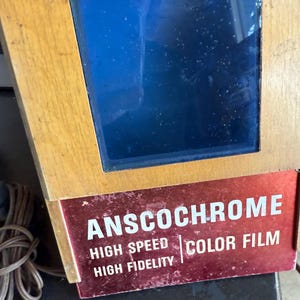 ANSCOCHROME
HIGH SPEED
HIGH FIDELITY
COLOR FILM